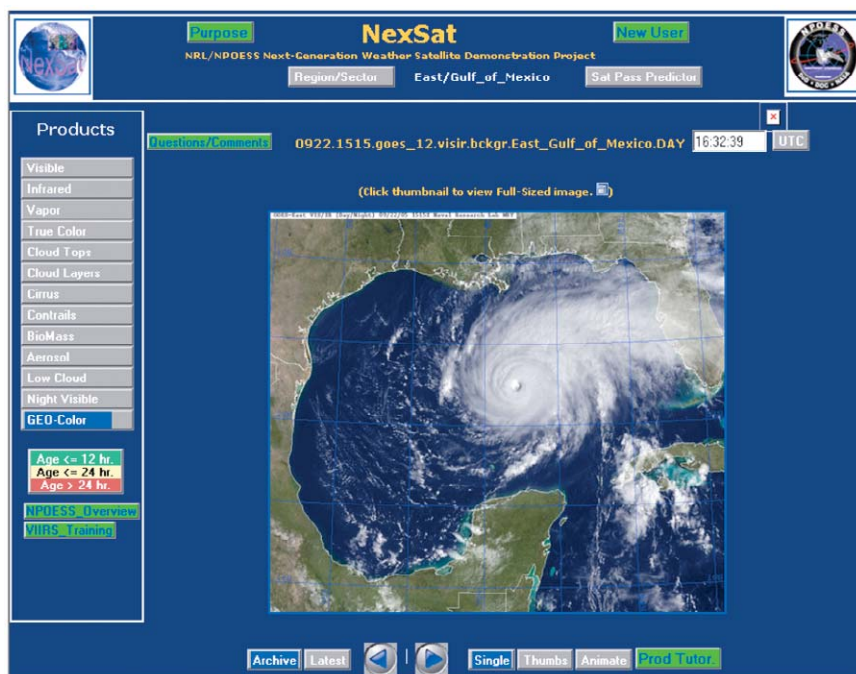 Purpose
NexSat
New User
NRL/NPOESS Next-Generation Weather Satellite Demonstration Project
Region/Sector
East/Gulf_of_Mexico
Sat Pass Predictor
NexSat
NPOESS
Products
Questions/Comments
0922.1515.goes_12.visir.bckgr.East_Gulf_of_Mexico.DAY
16:32:39
UTC
(Click thumbnail to view Full-Sized image. )
Visible
Infrared
Vapor
True Color
Cloud Tops
Cloud Layers
Cirrus
Contrails
BioMass
Aerosol
Low Cloud
Night Visible
GEO-Color
Age <= 12 hr.
Age <= 24 hr.
Age > 24 hr.
NPOESS_Overview
VIIRS_Training
Archive
Latest
Single
Thumbs
Animate
Prod Tutor.